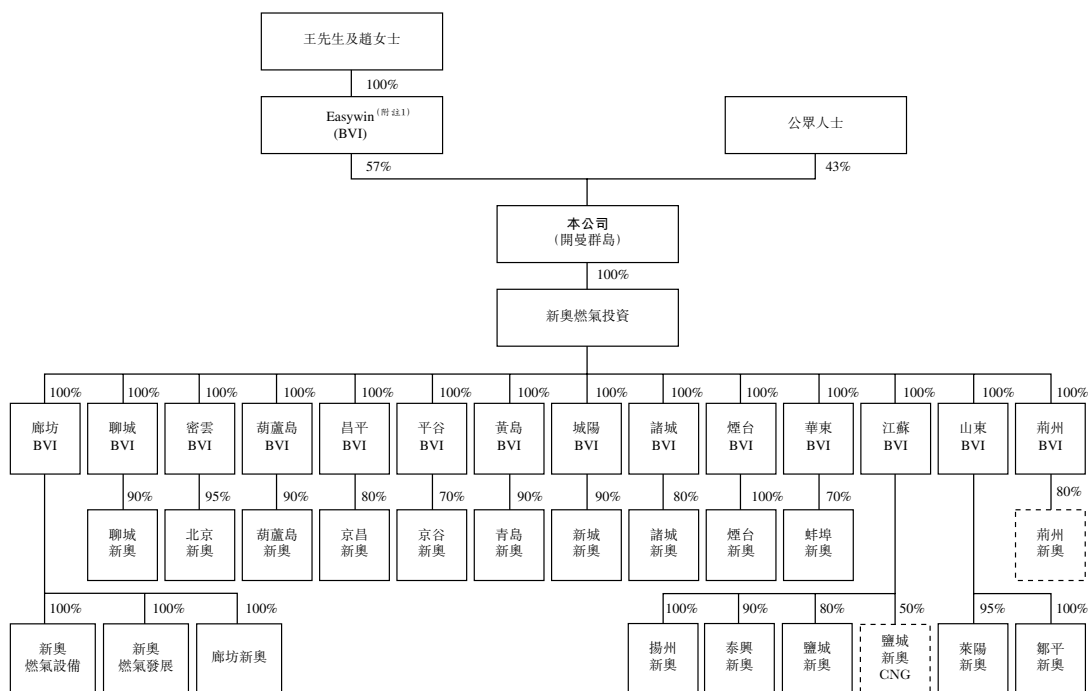 王先生及趙女士
100%
Easywin(附註1)
(BVI)
公眾人士
57%
43%
本公司
(開曼群島)
100%
新奧燃氣投資
100% 100% 100% 100% 100% 100% 100% 100% 100% 100% 100% 100% 100% 100%
廊坊 聊城 密雲 葫蘆島 昌平 平谷 黃島 城陽 諸城 煙台 華東 江蘇 山東 荊州
BVI BVI BVI BVI BVI BVI BVI BVI BVI BVI BVI BVI BVI BVI
90% 95% 90% 80% 70% 90% 90% 80% 100% 70% 80%
聊城 北京 葫蘆島 京昌 京谷 青島 新城 諸城 煙台 蚌埠 荊州
新奧 新奧 新奧 新奧 新奧 新奧 新奧 新奧 新奧 新奧 新奧
100% 100% 100% 100% 90% 80% 50% 95% 100%
新奧 新奧 廊坊新奧 揚州 泰興 鹽城 鹽城 萊陽 鄒平
燃氣設備 燃氣發展 新奧 新奧 新奧 新奧 新奧 新奧
CNG